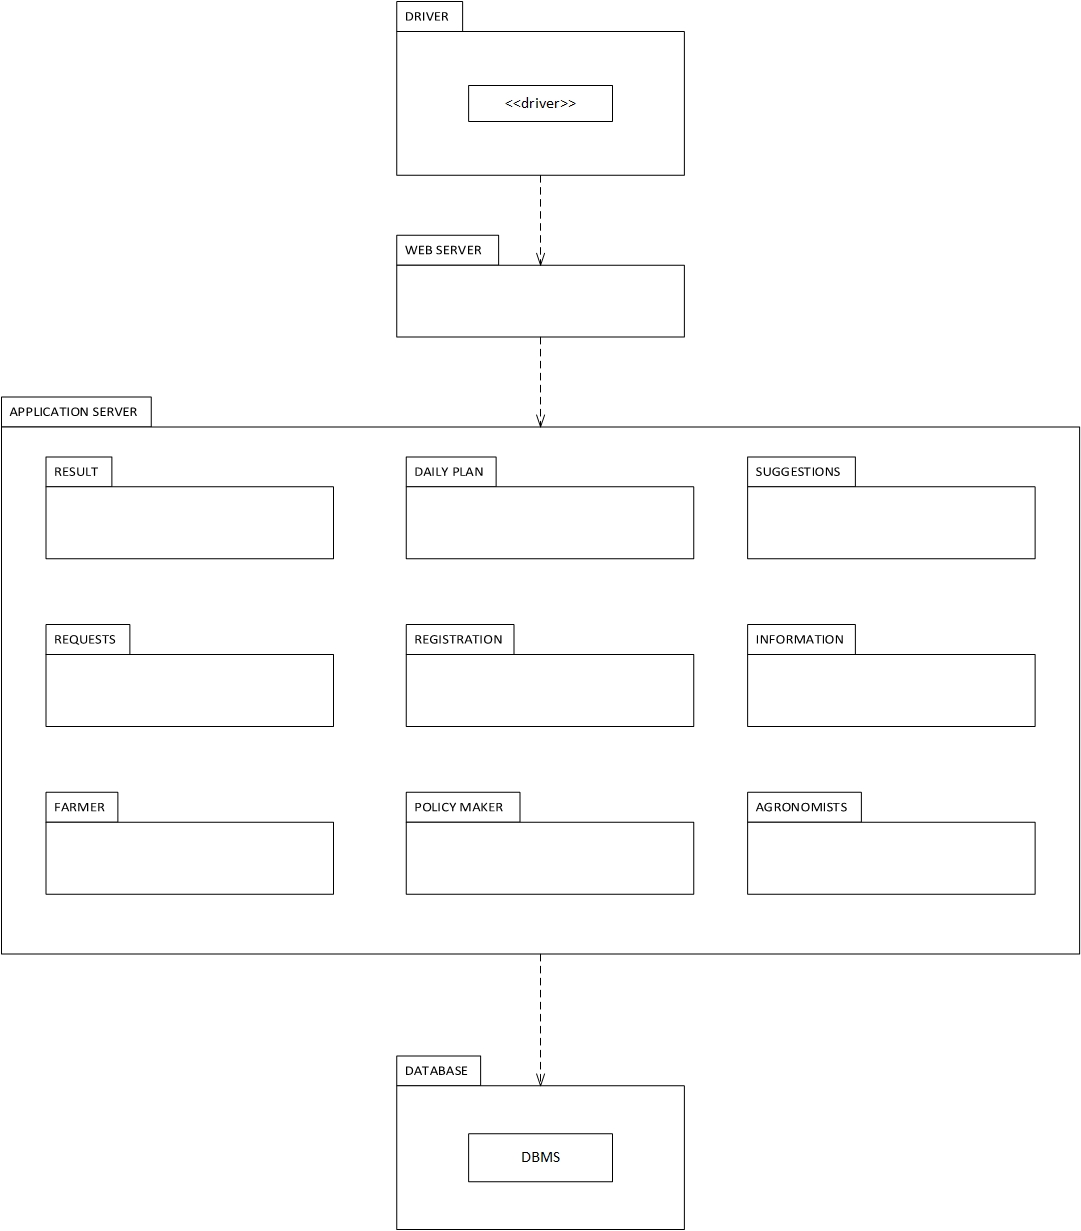 DRIVER
<<driver>>
WEB SERVER
APPLICATION SERVER
RESULT
DAILY PLAN
SUGGESTIONS
REQUESTS
REGISTRATION
INFORMATION
FARMER
POLICY MAKER
AGRONOMISTS
DATABASE
DBMS